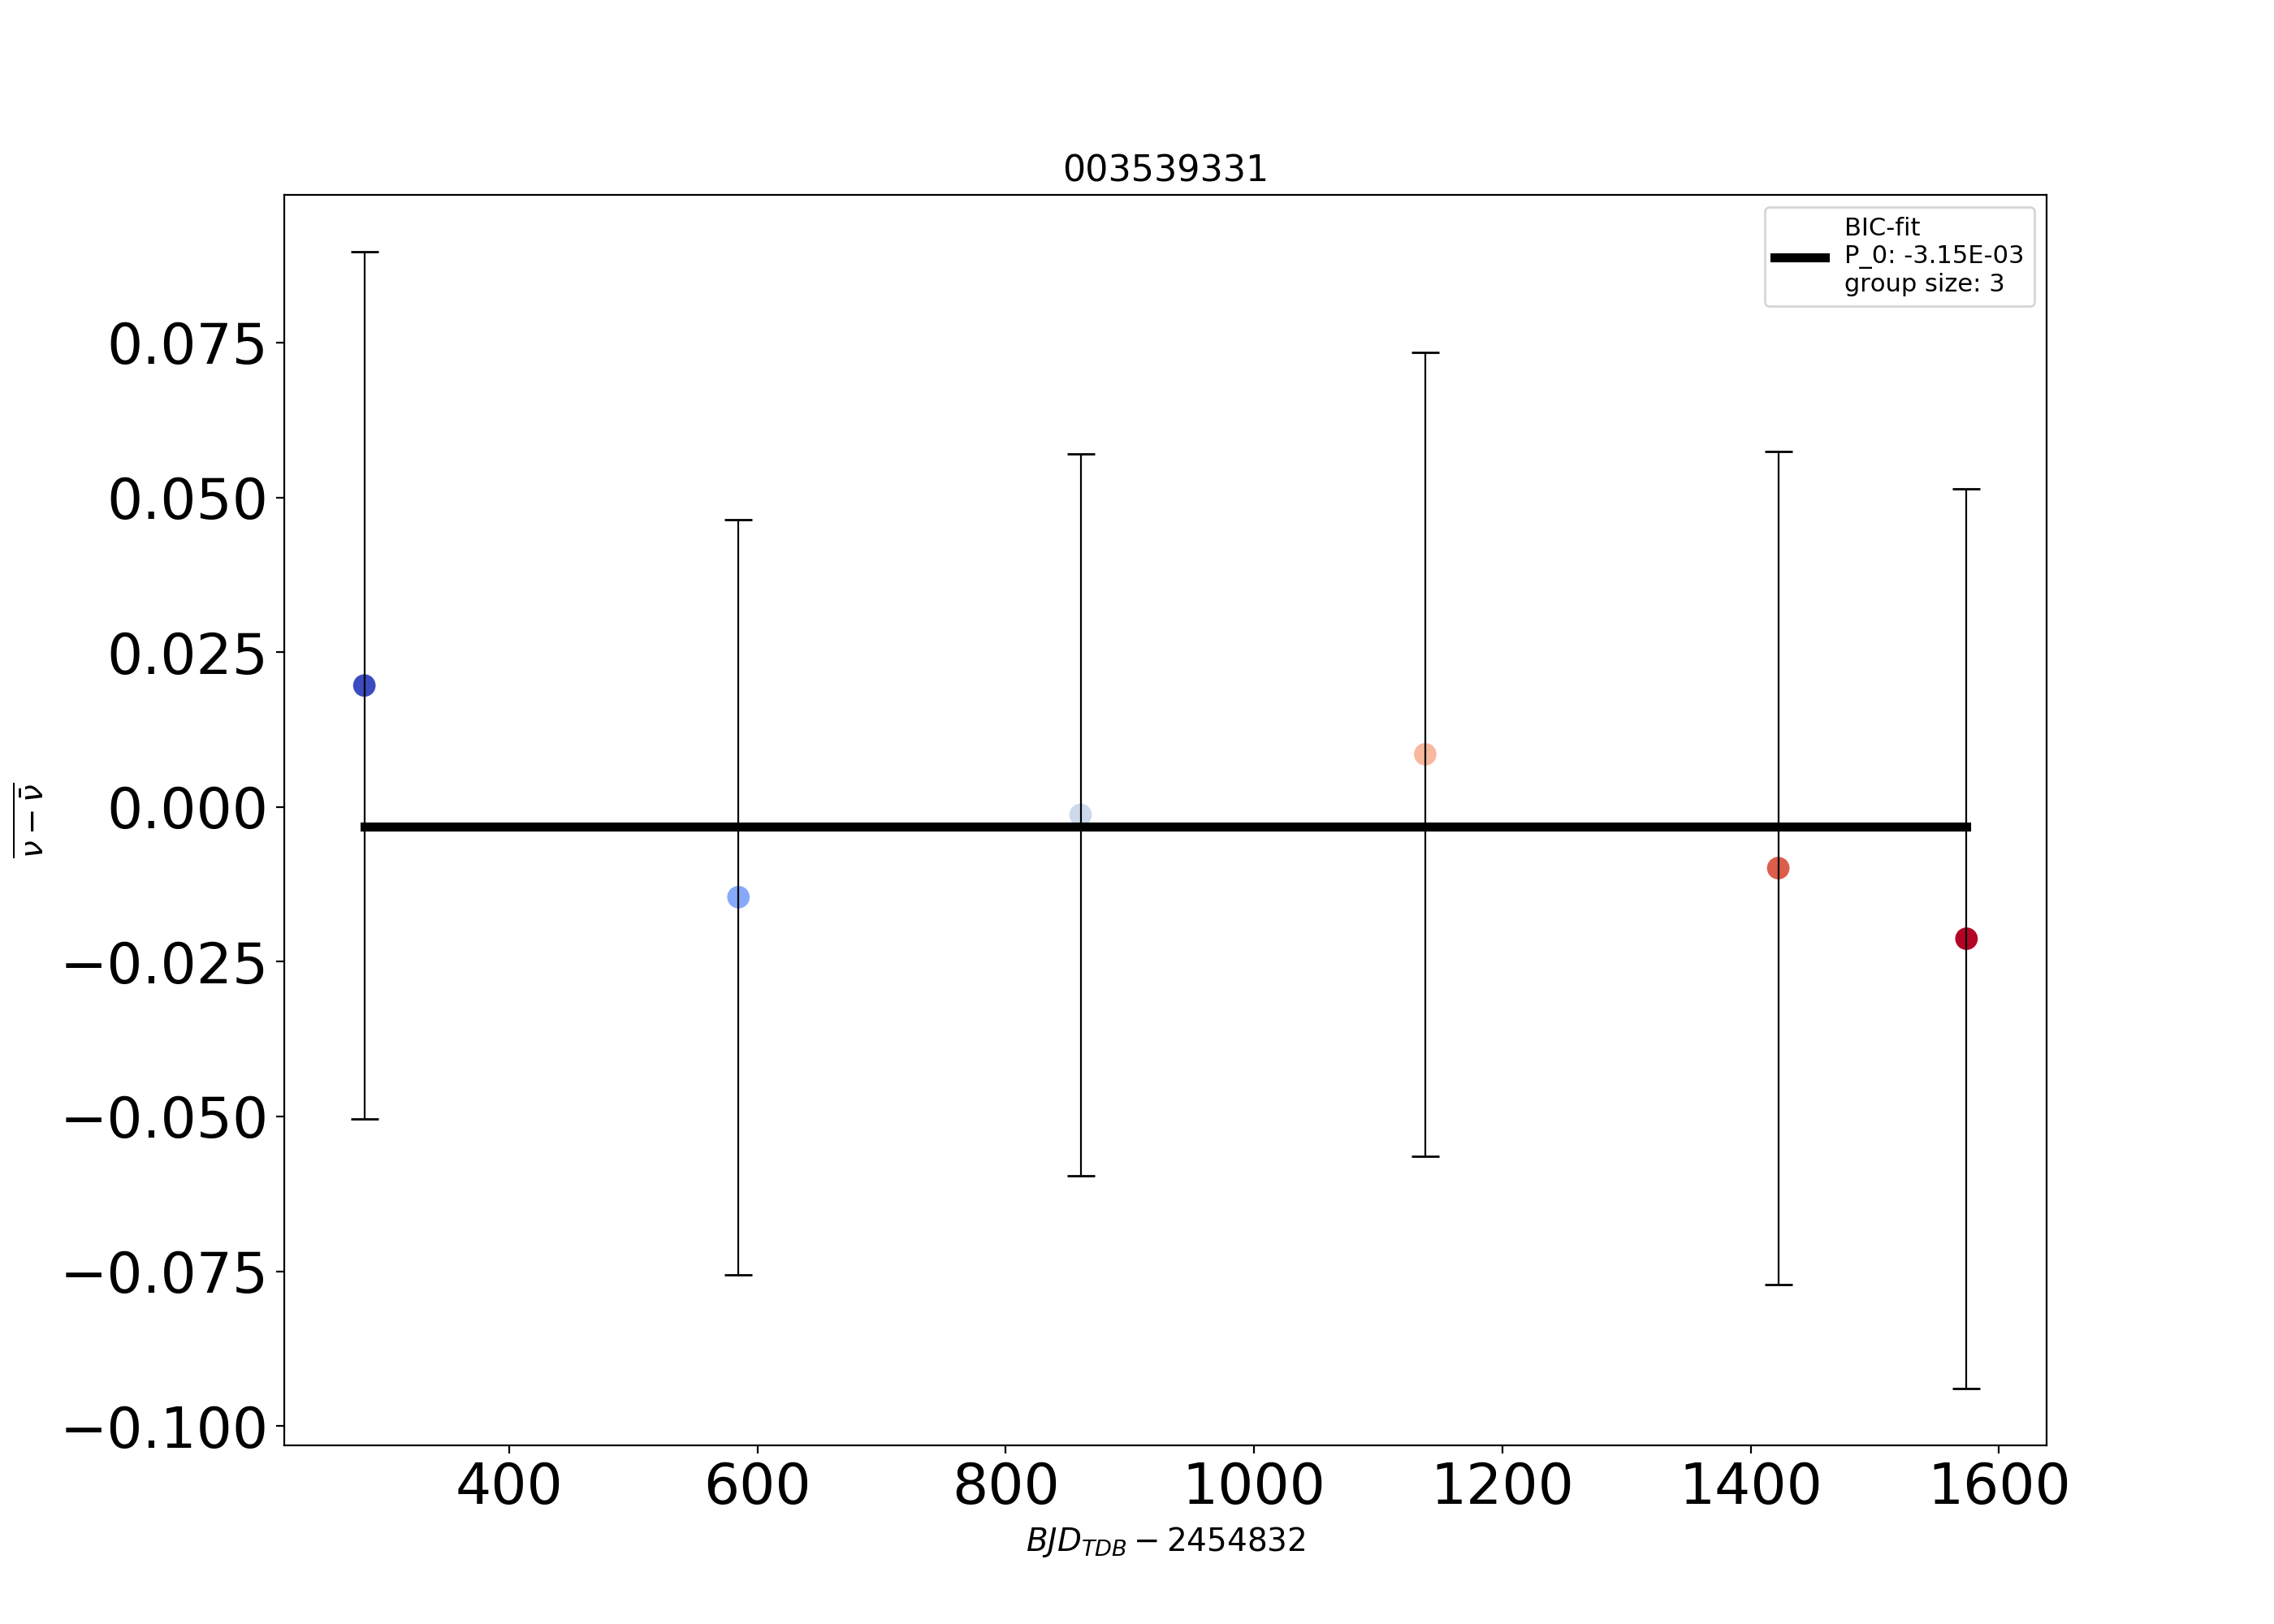 003539331
BIC-fit
P_0: -3.15E-03
group size: 3
0.075
0.050
0.025
0.000
−0.025
−0.050
−0.075
−0.100
ν − ν̄
400 600 800 1000 1200 1400 1600
BJD_TDB − 2454832